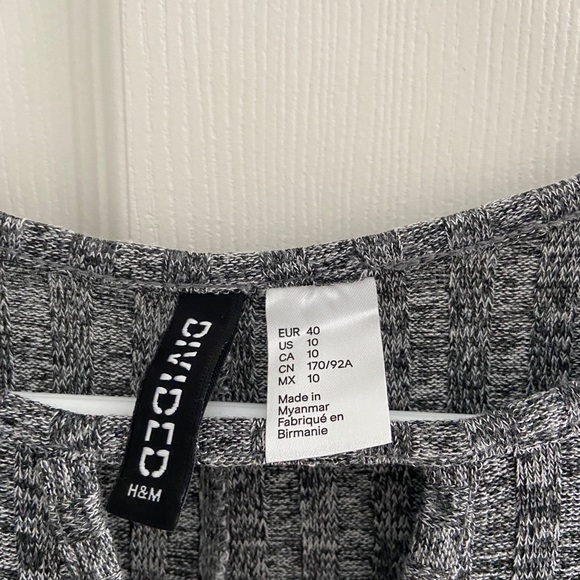 DIVIDED
H&M
EUR 40
US 10
CA 10
CN 170/92A
MX 10
Made in
Myanmar
Fabriqué en
Birmanie